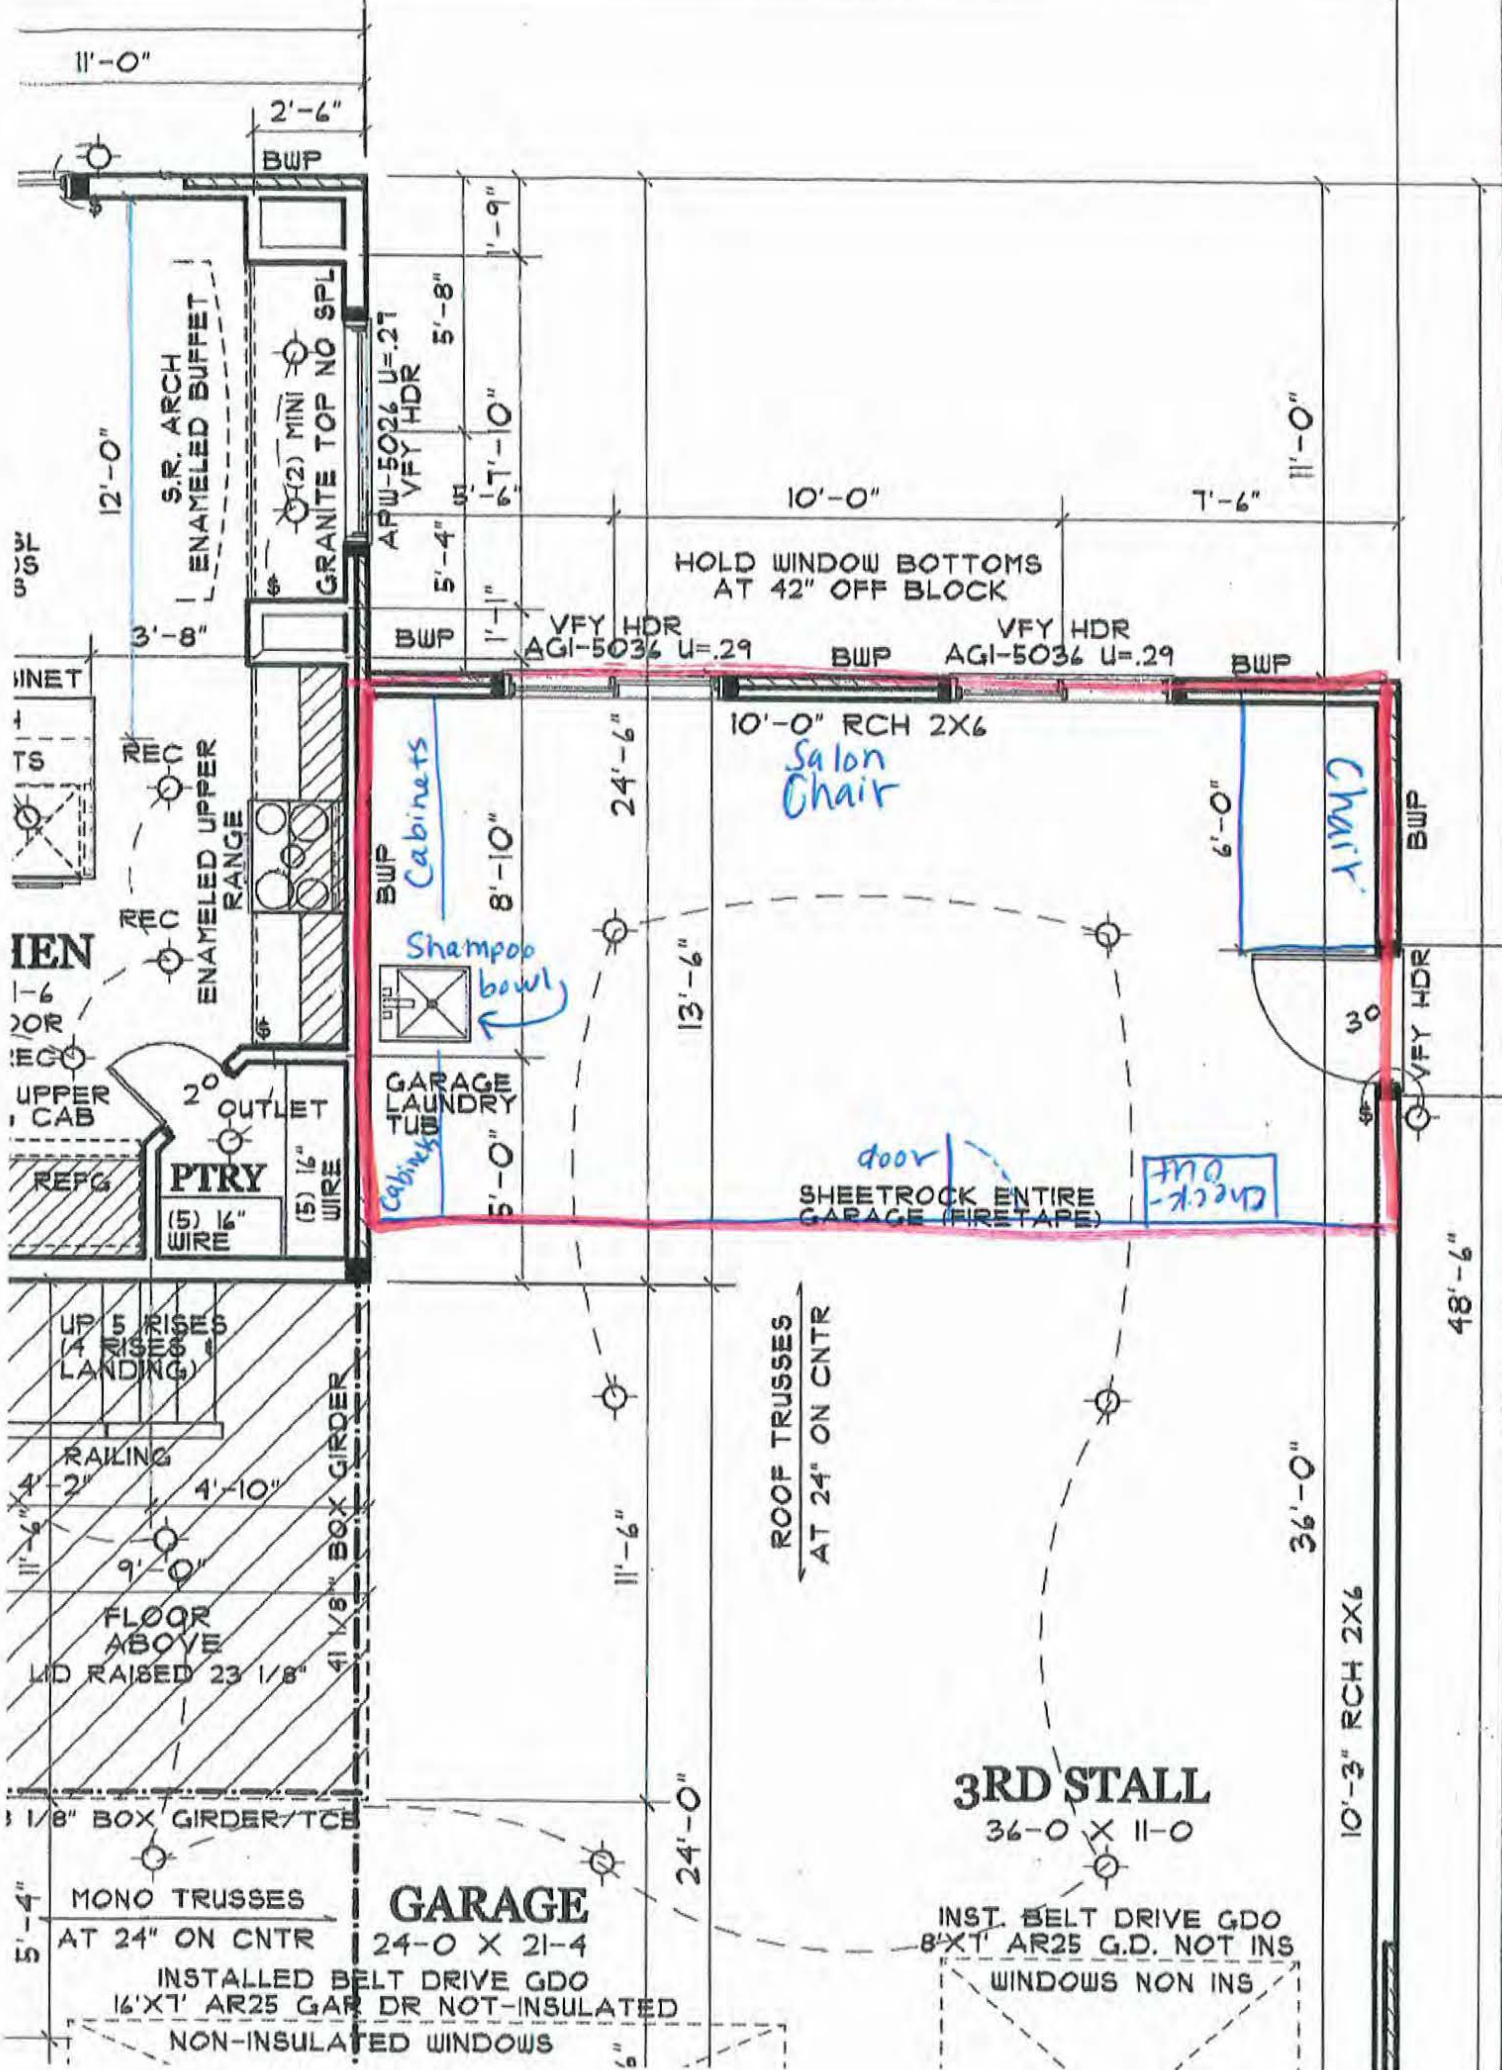 11'-0"
2'-6"
BWP
1'-9"
5'-8"
12'-0"
S.R. ARCH
ENAMELED BUFFET
(2) MINI
GRANITE TOP NO SPL
APW-5026 U=.27
VFY HDR
7'-10"
5'-4"
1'-1"
10'-0"
7'-6"
11'-0"
HOLD WINDOW BOTTOMS
AT 42" OFF BLOCK
3'-8"
BWP
VFY HDR
AGI-5036 U=.29
BWP
VFY HDR
AGI-5036 U=.29
BWP
10'-0" RCH 2X6
24'-6"
Salon
Chair
Cabinets
8'-10"
BWP
6'-0"
Chair
BWP
REC
ENAMELED UPPER
RANGE
REC
Shampoo
bowl
13'-6"
3⁰
VFY HDR
UPPER
CAB
2⁰
OUTLET
GARAGE
LAUNDRY
TUB
Cabinets
5'-0"
REFG
PTRY
(5) 16"
WIRE
(5) 16"
WIRE
door
check-
out
SHEETROCK ENTIRE
GARAGE (FIRETAPE)
48'-6"
UP 5 RISES
(4 RISES
LANDING)
RAILING
4'-2"
4'-10"
11'-6"
9'-0"
41 1/8" BOX GIRDER
FLOOR
ABOVE
LID RAISED 23 1/8"
ROOF TRUSSES
AT 24" ON CNTR
11'-6"
36'-0"
10'-3" RCH 2X6
1/8" BOX GIRDER/TCE
24'-0"
3RD STALL
36-0 X 11-0
5'-4"
MONO TRUSSES
AT 24" ON CNTR
GARAGE
24-0 X 21-4
INSTALLED BELT DRIVE GDO
16'X7' AR25 GAR DR NOT-INSULATED
NON-INSULATED WINDOWS
INST. BELT DRIVE GDO
8'X7' AR25 G.D. NOT INS
WINDOWS NON INS